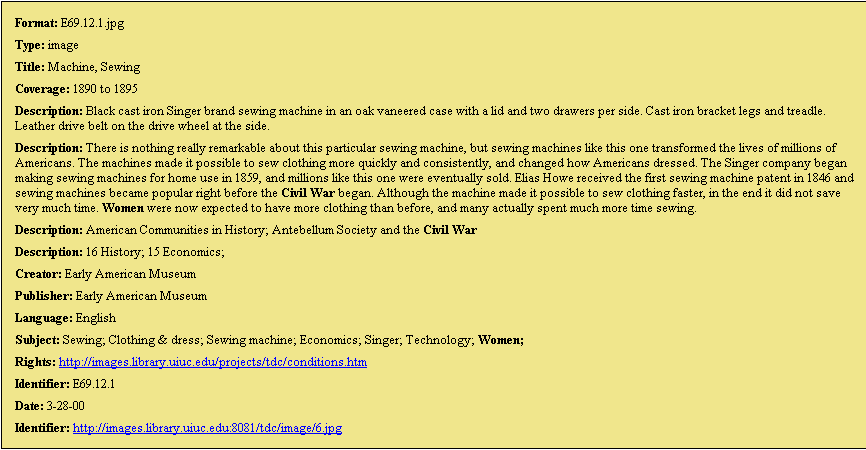 Format: E69.12.1.jpg
Type: image
Title: Machine, Sewing
Coverage: 1890 to 1895
Description: Black cast iron Singer brand sewing machine in an oak vaneered case with a lid and two drawers per side. Cast iron bracket legs and treadle.
Leather drive belt on the drive wheel at the side.
Description: There is nothing really remarkable about this particular sewing machine, but sewing machines like this one transformed the lives of millions of
Americans. The machines made it possible to sew clothing more quickly and consistently, and changed how Americans dressed. The Singer company began
making sewing machines for home use in 1859, and millions like this one were eventually sold. Elias Howe received the first sewing machine patent in 1846 and
sewing machines became popular right before the Civil War began. Although the machine made it possible to sew clothing faster, in the end it did not save
very much time. Women were now expected to have more clothing than before, and many actually spent much more time sewing.
Description: American Communities in History; Antebellum Society and the Civil War
Description: 16 History; 15 Economics;
Creator: Early American Museum
Publisher: Early American Museum
Language: English
Subject: Sewing; Clothing & dress; Sewing machine; Economics; Singer; Technology; Women;
Rights: http://images.library.uiuc.edu/projects/tdc/conditions.htm
Identifier: E69.12.1
Date: 3-28-00
Identifier: http://images.library.uiuc.edu:8081/tdc/image/6.jpg